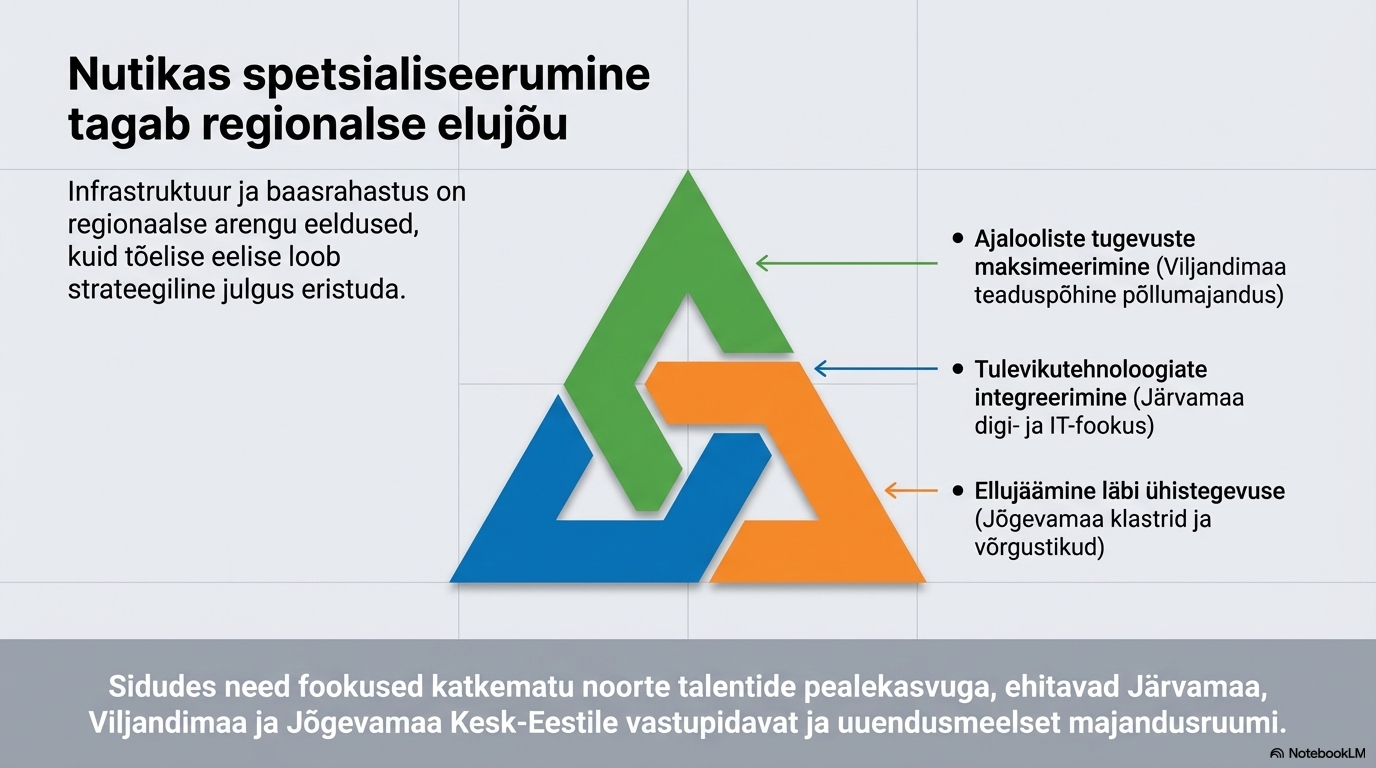 Nutikas spetsialiseerumine
tagab regionalse elujõu
Infrastruktuur ja baasrahastus on
regionaalse arengu eeldused,
kuid tõelise eelise loob
strateegiline julgus eristuda.
• Ajalooliste tugevuste
maksimeerimine (Viljandimaa
teaduspõhine põllumajandus)
• Tulevikutehnoloogiate
integreerimine (Järvamaa
digi- ja IT-fookus)
• Ellujäämine läbi ühistegevuse
(Jõgevamaa klastrid ja
võrgustikud)
Sidudes need fookused katkematu noorte talentide pealekasvuga, ehitavad Järvamaa,
Viljandimaa ja Jõgevamaa Kesk-Eestile vastupidavat ja uuendusmeelset majandusruumi.
NotebookLM